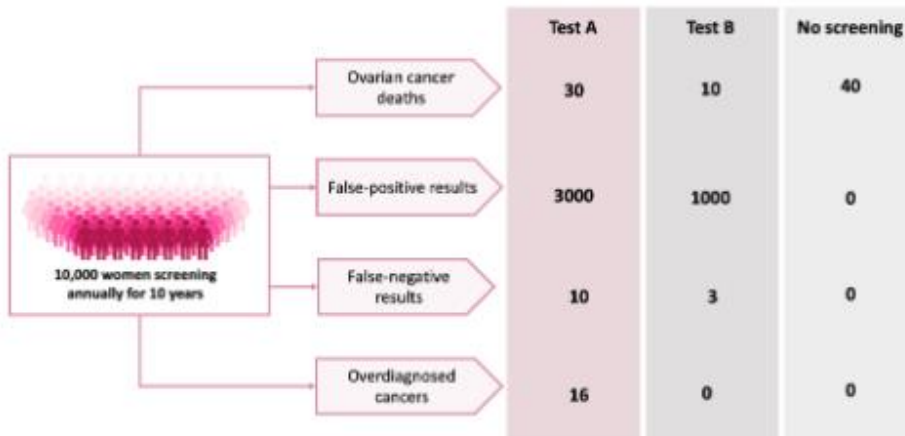 Test A Test B No screening
Ovarian cancer
deaths
30 10 40
False-positive results
3000 1000 0
10,000 women screening
annually for 10 years
False-negative
results
10 3 0
Overdiagnosed
cancers
16 0 0